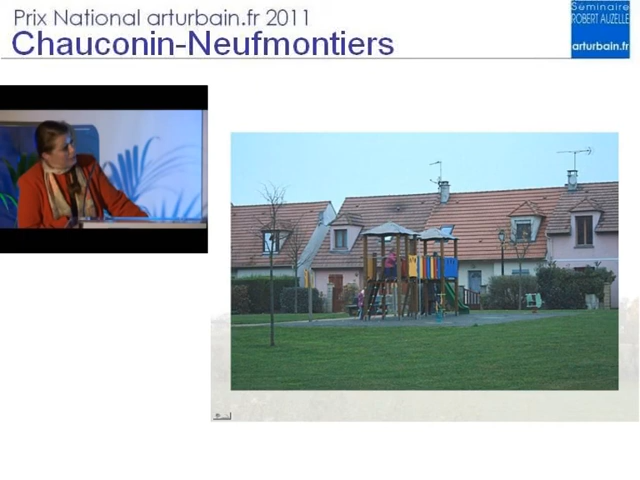 Prix National arturbain.fr 2011
Chauconin-Neufmontiers
Séminaire
ROBERT AUZELLE
arturbain.fr